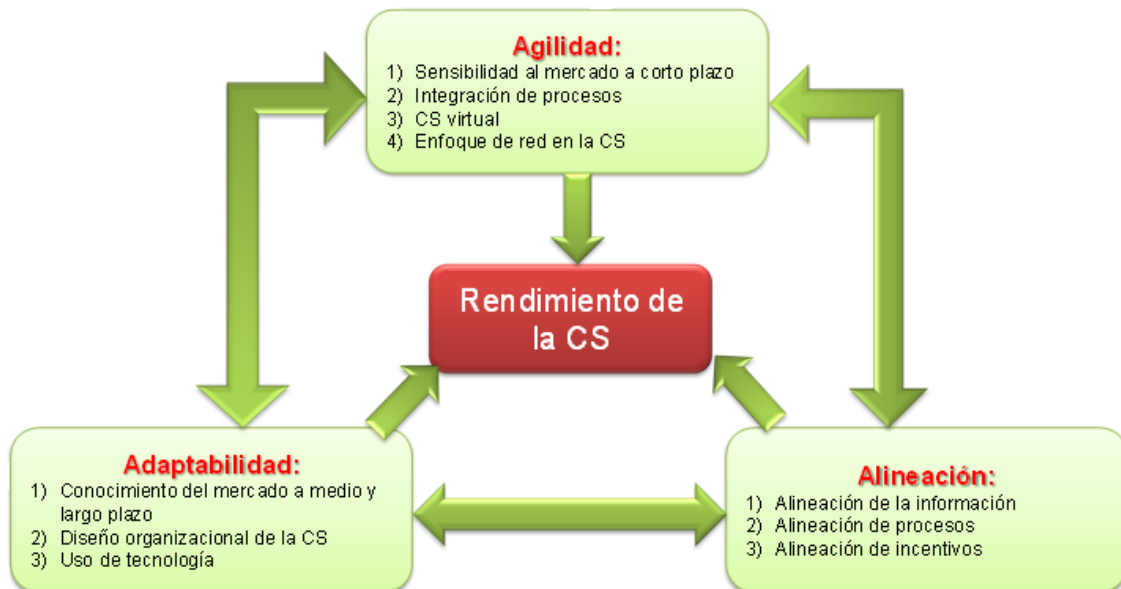 Agilidad:
1) Sensibilidad al mercado a corto plazo
2) Integración de procesos
3) CS virtual
4) Enfoque de red en la CS
Rendimiento de
la CS
Adaptabilidad:
1) Conocimiento del mercado a medio y
largo plazo
2) Diseño organizacional de la CS
3) Uso de tecnología
Alineación:
1) Alineación de la información
2) Alineación de procesos
3) Alineación de incentivos